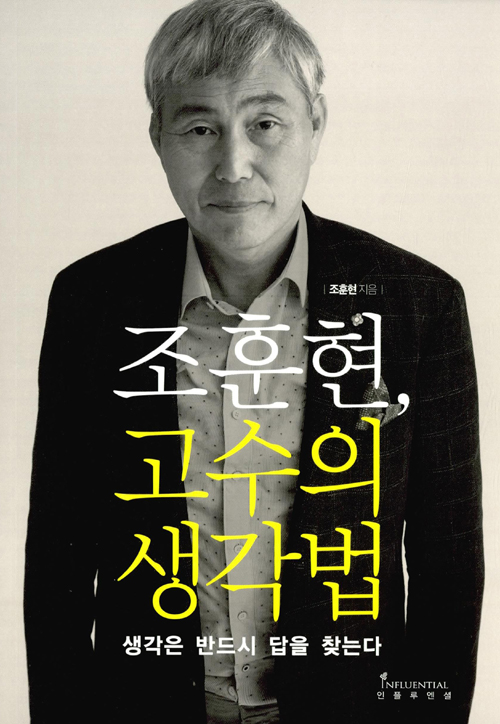 | 조훈현 지음 |
조훈현,
고수의
생각법
생각은 반드시 답을 찾는다
INFLUENTIAL
인플루엔셜